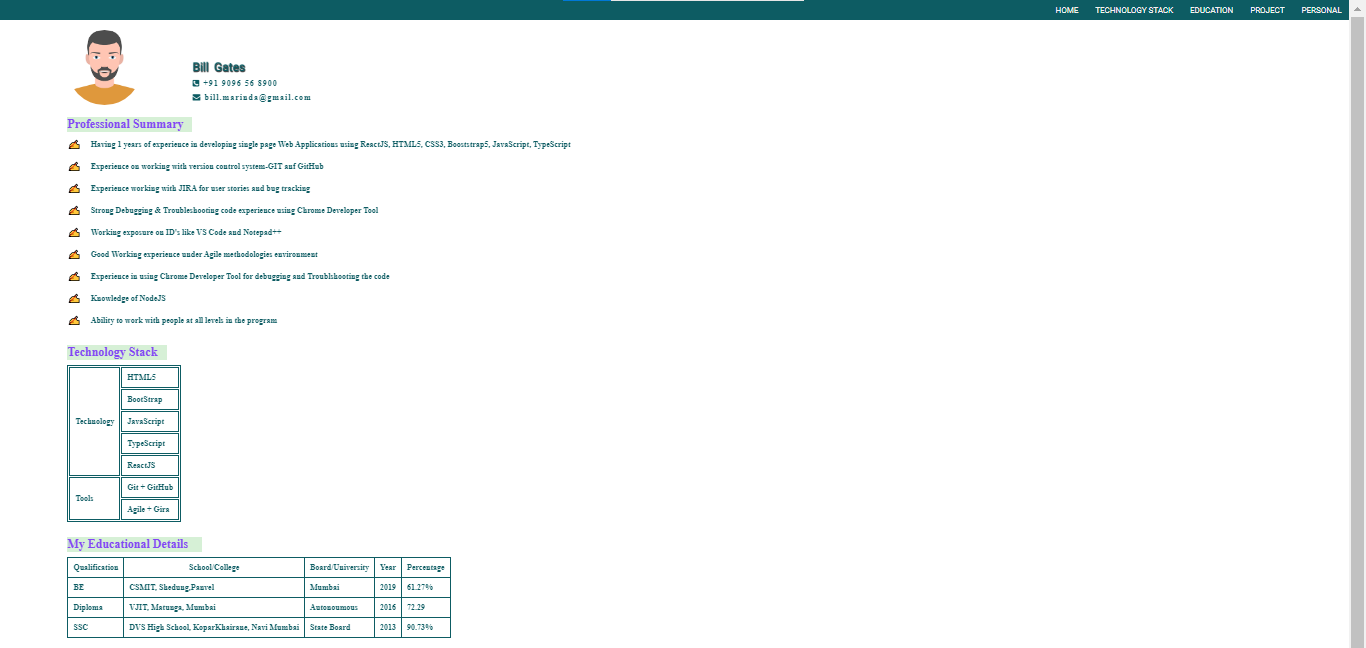 HOME TECHNOLOGY STACK EDUCATION PROJECT PERSONAL
Bill Gates
+91 9096 56 8900
bill.marinda@gmail.com
Professional Summary
Having 1 years of experience in developing single page Web Applications using ReactJS, HTML5, CSS3, Booststrap5, JavaScript, TypeScript
Experience on working with version control system-GIT anf GitHub
Experience working with JIRA for user stories and bug tracking
Strong Debugging & Troubleshooting code experience using Chrome Developer Tool
Working exposure on ID's like VS Code and Notepad++
Good Working experience under Agile methodologies environment
Experience in using Chrome Developer Tool for debugging and Troublshooting the code
Knowledge of NodeJS
Ability to work with people at all levels in the program
Technology Stack
Technology
HTML5
BootStrap
JavaScript
TypeScript
ReactJS
Tools
Git + GitHub
Agile + Gira
My Educational Details
Qualification School/College Board/University Year Percentage
BE CSMIT, Shedung,Panvel Mumbai 2019 61.27%
Diploma VJIT, Matunga, Mumbai Autonoumous 2016 72.29
SSC DVS High School, KoparKhairane, Navi Mumbai State Board 2013 90.73%